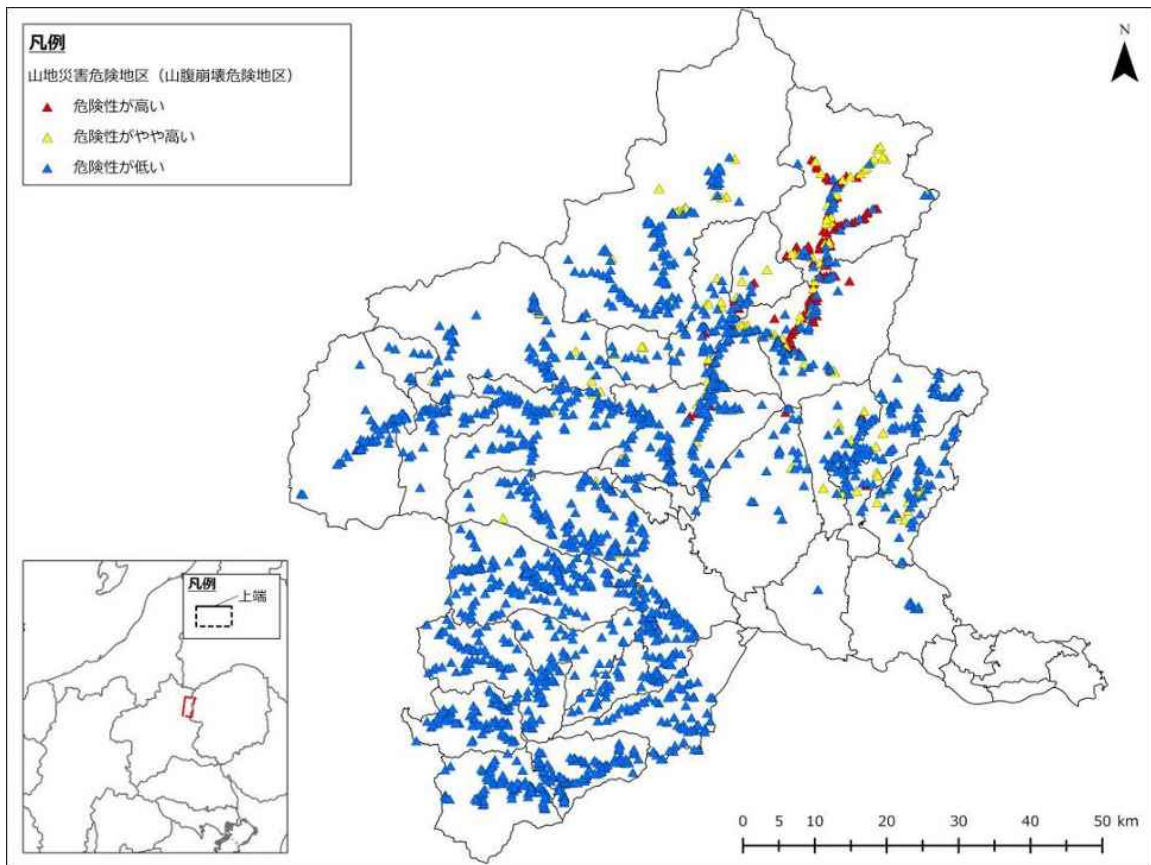 凡例
山地災害危険地区（山腹崩壊危険地区）
危険性が高い
危険性がやや高い
危険性が低い
N
凡例
上端
0 5 10 20 30 40 50 km